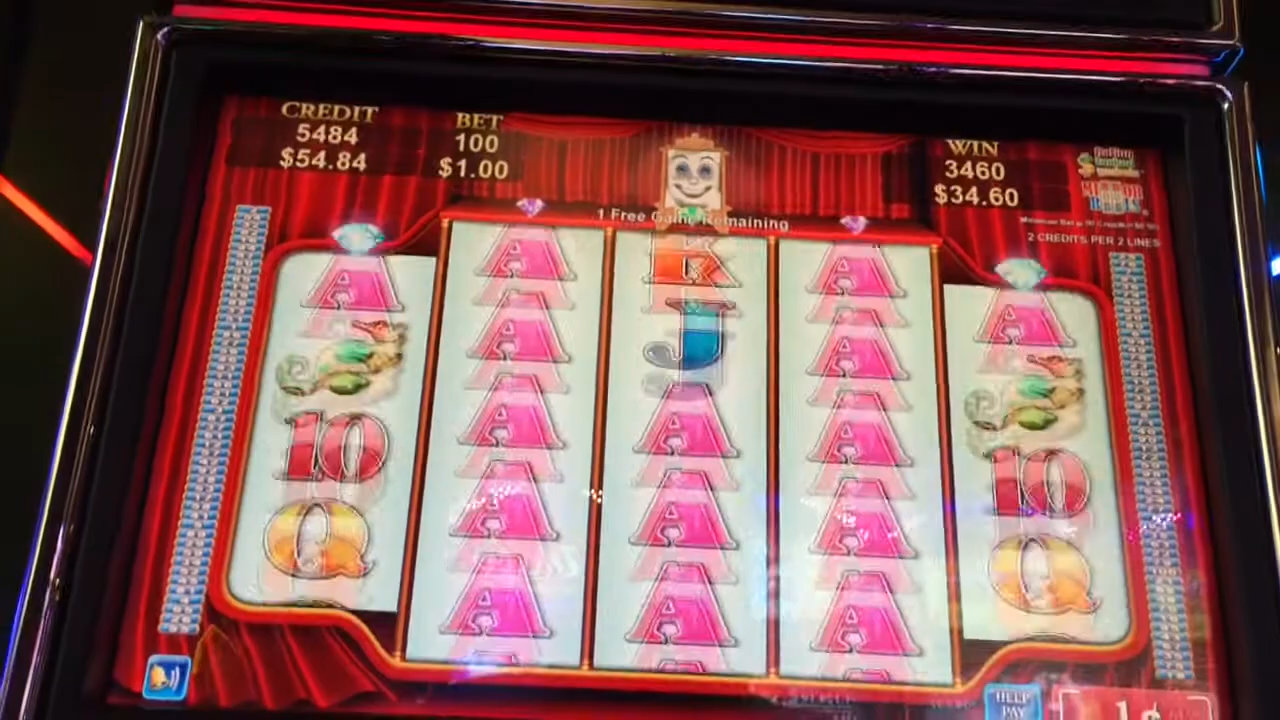 CREDIT
5484
$54.84
BET
100
$1.00
WIN
3460
$34.60
1 Free Game Remaining
2 CREDITS PER 2 LINES
A
10
Q
A
A
A
A
A
K
J
A
A
A
A
A
A
A
A
A
10
Q
HELP
PAY
1¢